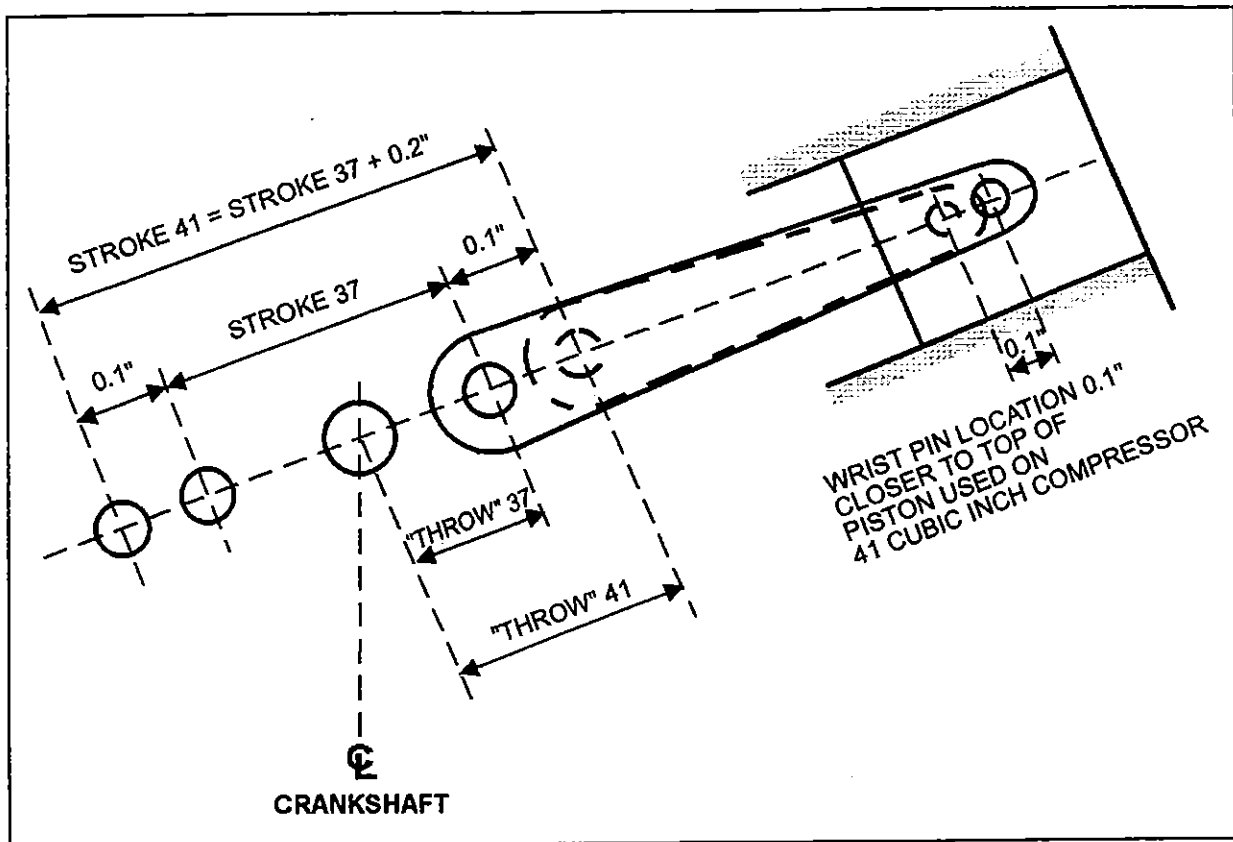 STROKE 41 = STROKE 37 + 0.2"
0.1"
STROKE 37
0.1"
"THROW" 37
"THROW" 41
0.1"
WRIST PIN LOCATION 0.1"
CLOSER TO TOP OF
PISTON USED ON
41 CUBIC INCH COMPRESSOR
℄
CRANKSHAFT